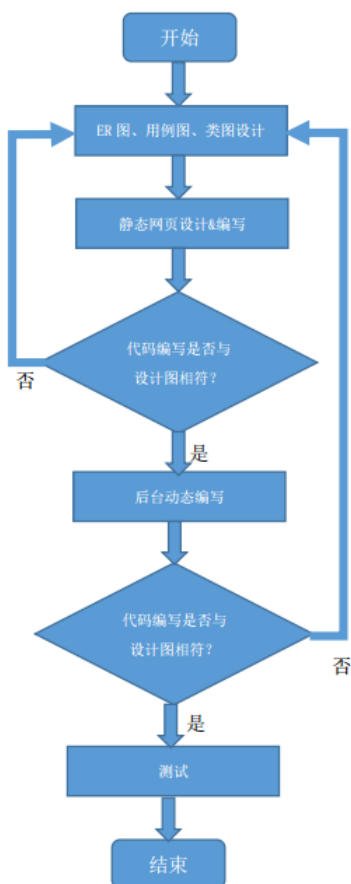 开始
ER 图、用例图、类图设计
静态网页设计&编写
代码编写是否与
设计图相符？
否
是
后台动态编写
代码编写是否与
设计图相符？
否
是
测试
结束